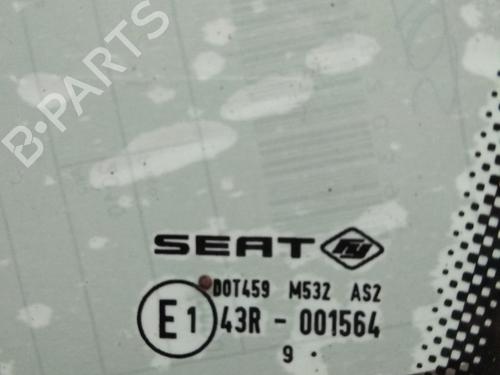 B-PARTS
SEAT
DOT459 M532 AS2
E1 43R - 001564
9 .